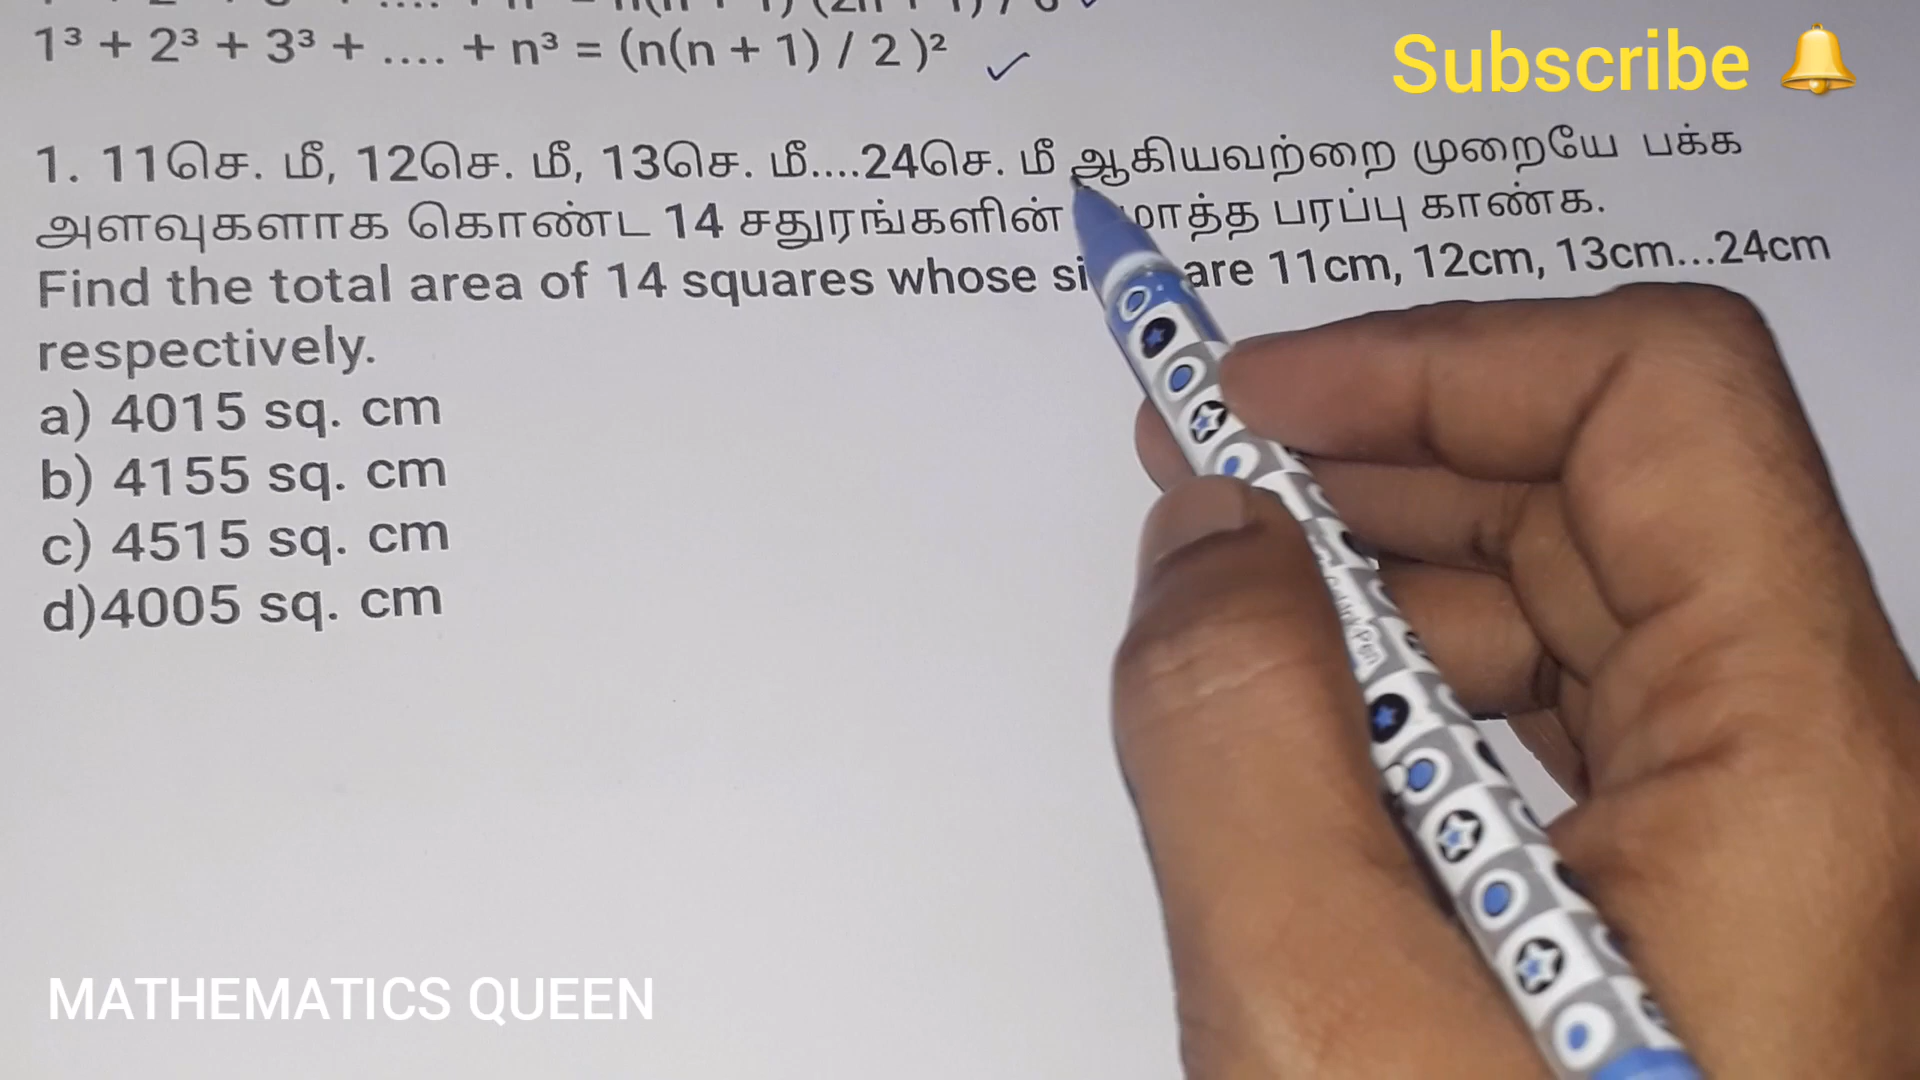 1³ + 2³ + 3³ + .... + n³ = (n(n + 1) / 2 )²
Subscribe
1. 11செ. மீ, 12செ. மீ, 13செ. மீ....24செ. மீ ஆகியவற்றை முறையே பக்க
அளவுகளாக கொண்ட 14 சதுரங்களின் பரப்பு காண்க.
Find the total area of 14 squares whose are 11cm, 12cm, 13cm...24cm
respectively.
a) 4015 sq. cm
b) 4155 sq. cm
c) 4515 sq. cm
d)4005 sq. cm
MATHEMATICS QUEEN